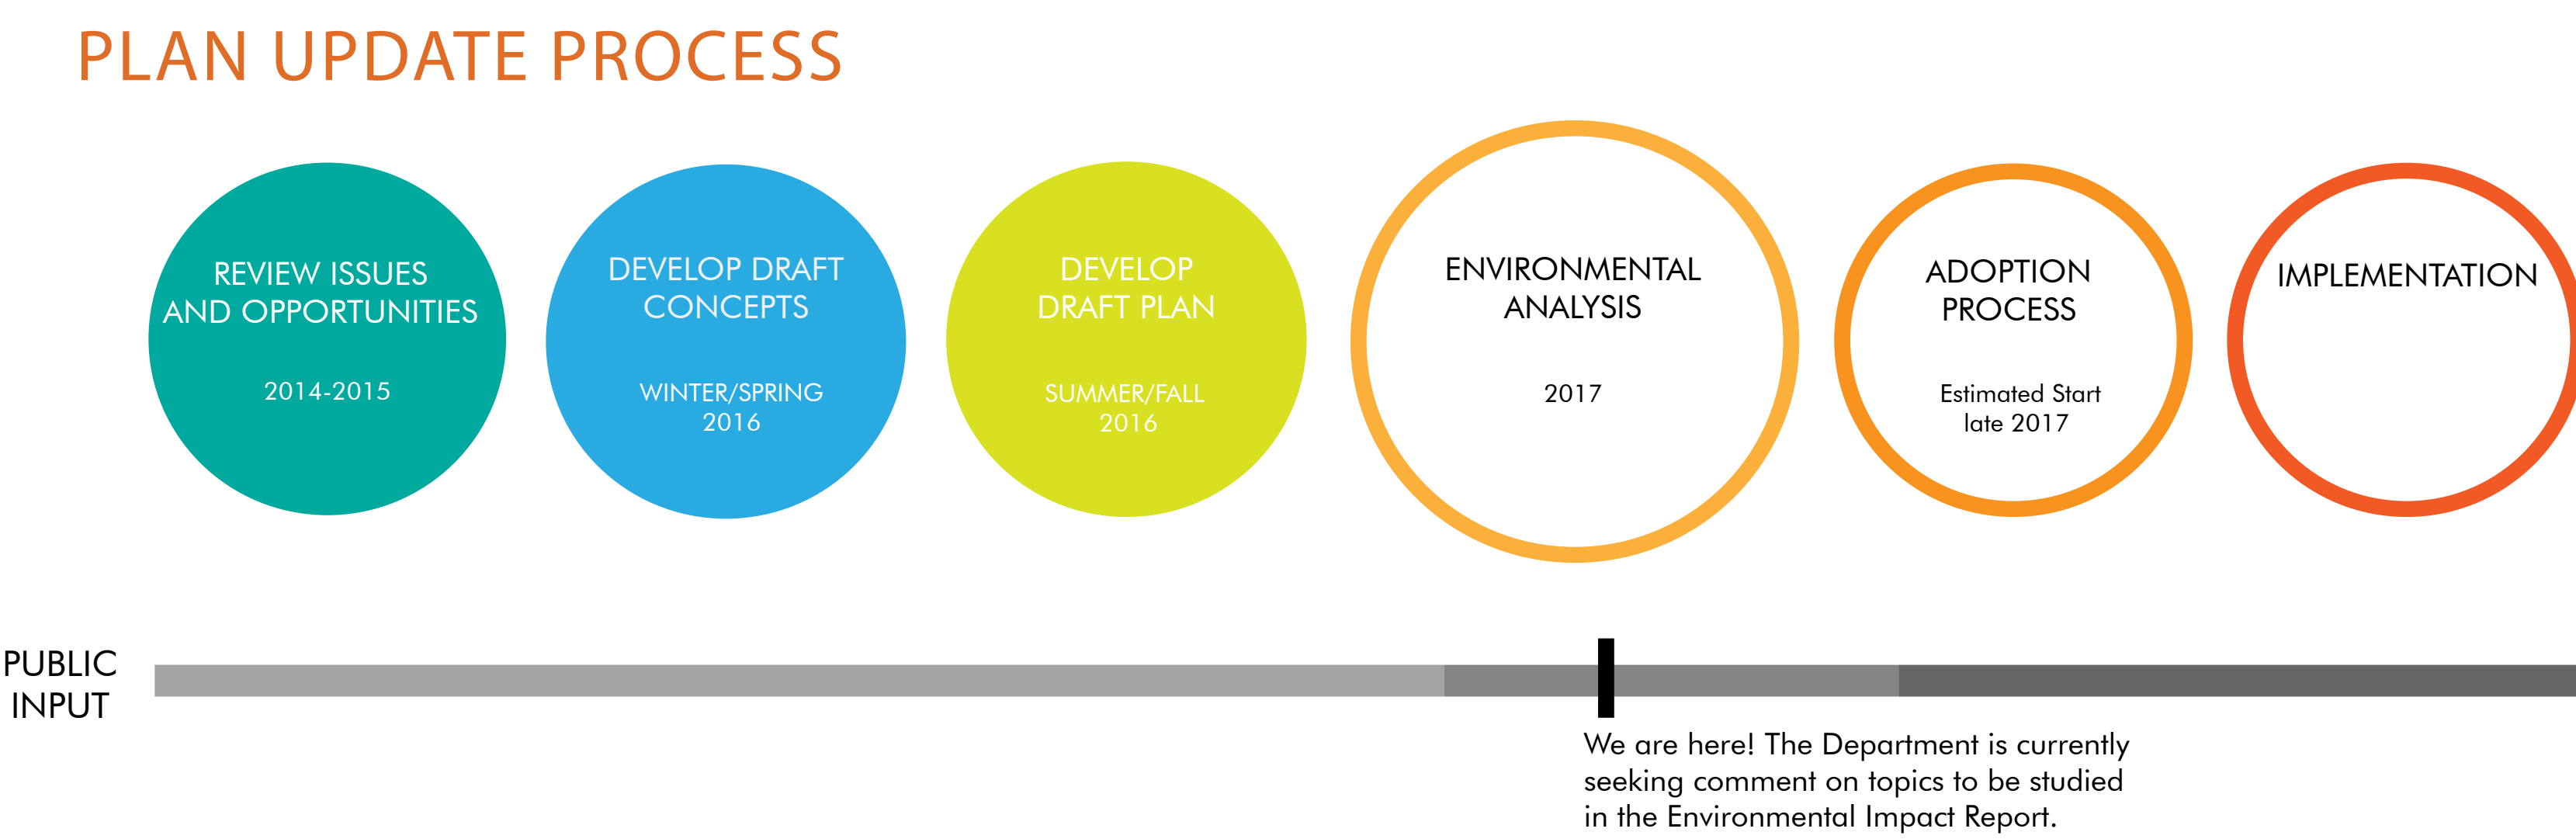 PLAN UPDATE PROCESS
REVIEW ISSUES
AND OPPORTUNITIES
2014-2015
DEVELOP DRAFT
CONCEPTS
WINTER/SPRING
2016
DEVELOP
DRAFT PLAN
SUMMER/FALL
2016
ENVIRONMENTAL
ANALYSIS
2017
ADOPTION
PROCESS
Estimated Start
late 2017
IMPLEMENTATION
PUBLIC
INPUT
We are here! The Department is currently
seeking comment on topics to be studied
in the Environmental Impact Report.